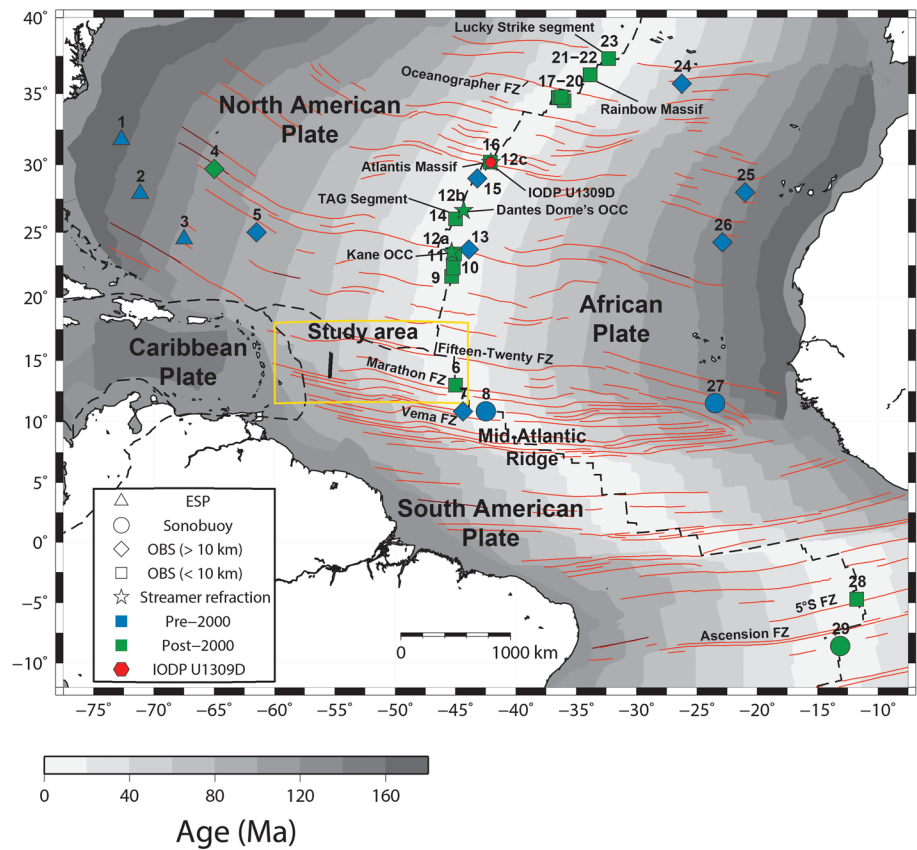 40°
35°
30°
25°
20°
15°
10°
5°
0°
−5°
−10°
−75°
−70°
−65°
−60°
−55°
−50°
−45°
−40°
−35°
−30°
−25°
−20°
−15°
−10°
Lucky Strike segment
23
21−22
24
Oceanographer FZ
17−20
Rainbow Massif
North American
Plate
1
4
16
12c
Atlantis Massif
IODP U1309D
15
2
25
12b
TAG Segment
Dantes Dome's OCC
14
3
5
26
12a
13
Kane OCC
11
10
9
African
Plate
Study area
Caribbean
Plate
Fifteen-Twenty FZ
Marathon FZ
6
7
8
27
Vema FZ
Mid-Atlantic
Ridge
South American
Plate
ESP
Sonobuoy
OBS (> 10 km)
OBS (< 10 km)
Streamer refraction
Pre−2000
Post−2000
IODP U1309D
28
5°S FZ
29
Ascension FZ
0
1000 km
0
40
80
120
160
Age (Ma)